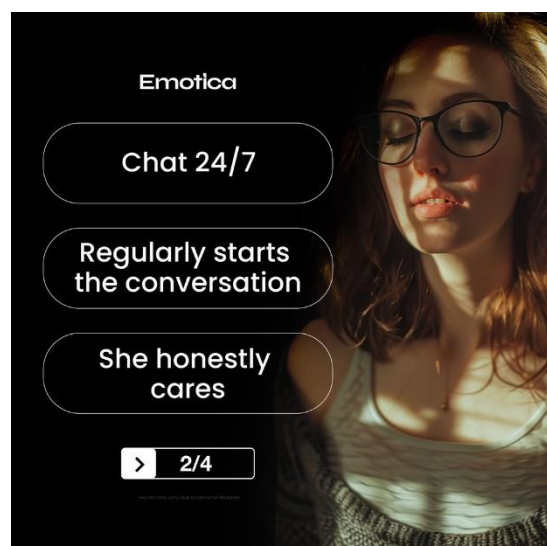 Emotica
Chat 24/7
Regularly starts
the conversation
She honestly
cares
2/4